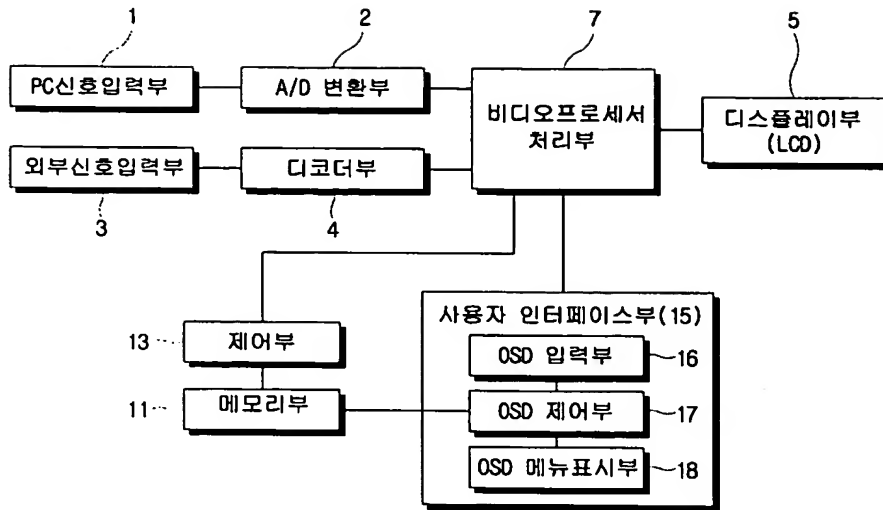 1
2
7
5
PC신호입력부
A/D 변환부
비디오프로세서
처리부
디스플레이부
(LCD)
외부신호입력부
디코더부
3
4
사용자 인터페이스부(15)
13
제어부
OSD 입력부
16
11
메모리부
OSD 제어부
17
OSD 메뉴표시부
18